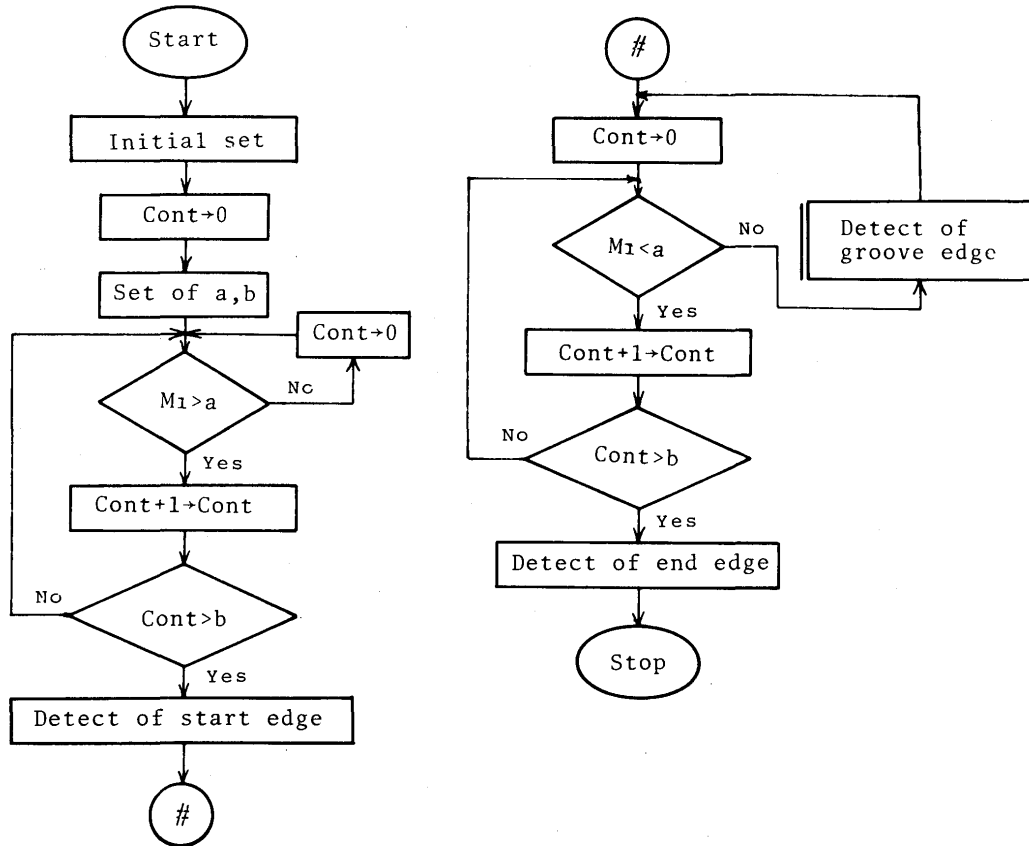 Start
Initial set
Cont→0
Set of a,b
Cont→0
M1>a
No
Yes
Cont+1→Cont
No
Cont>b
Yes
Detect of start edge
#
#
Cont→0
M1<a
No
Detect of
groove edge
Yes
Cont+1→Cont
No
Cont>b
Yes
Detect of end edge
Stop